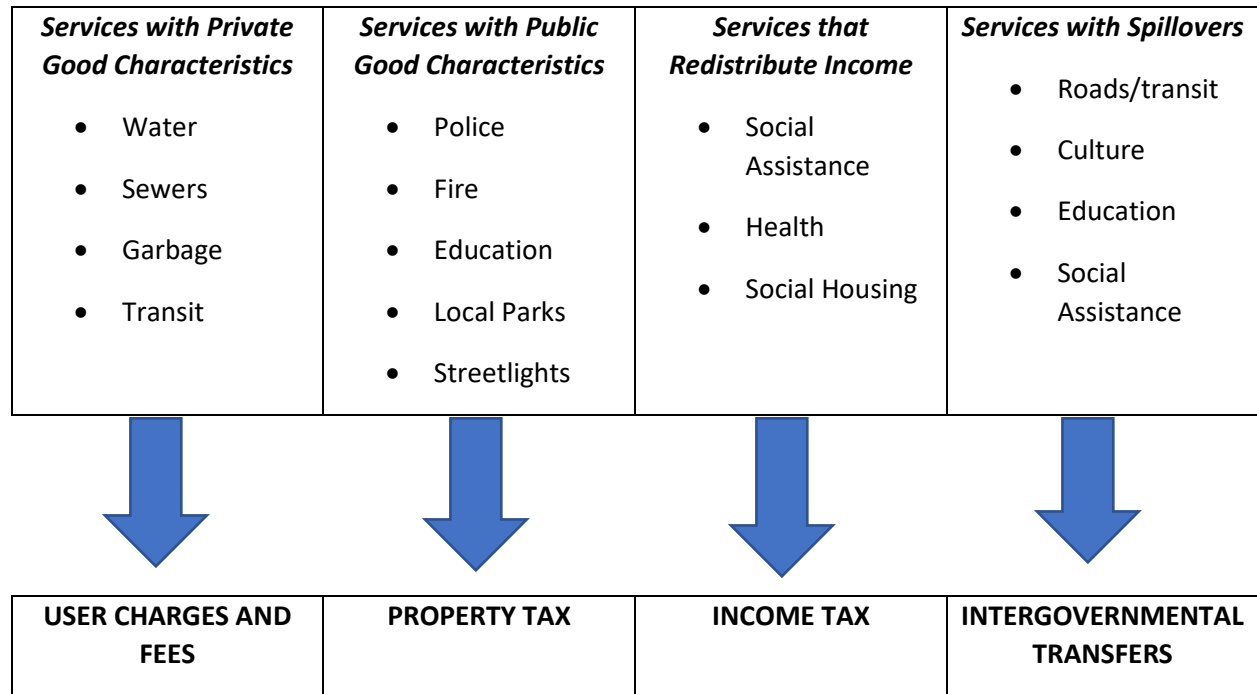 Services with Private
Good Characteristics
• Water
• Sewers
• Garbage
• Transit
Services with Public
Good Characteristics
• Police
• Fire
• Education
• Local Parks
• Streetlights
Services that
Redistribute Income
• Social
Assistance
• Health
• Social Housing
Services with Spillovers
• Roads/transit
• Culture
• Education
• Social
Assistance
USER CHARGES AND
FEES
PROPERTY TAX
INCOME TAX
INTERGOVERNMENTAL
TRANSFERS